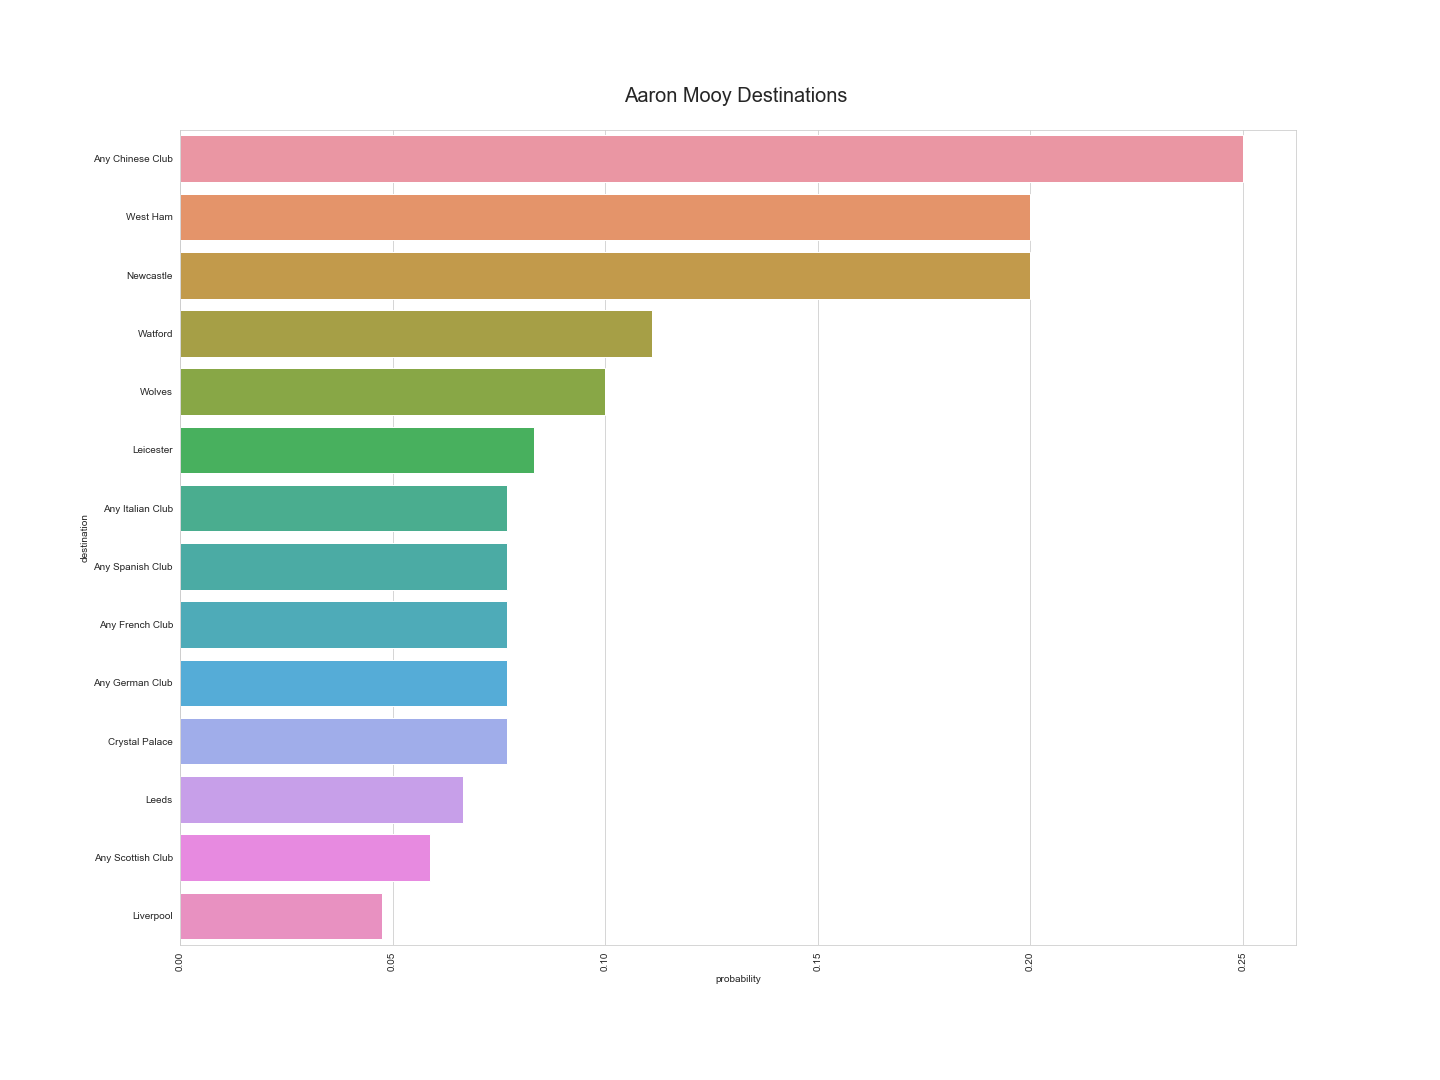 Aaron Mooy Destinations
destination
Any Chinese Club
West Ham
Newcastle
Watford
Wolves
Leicester
Any Italian Club
Any Spanish Club
Any French Club
Any German Club
Crystal Palace
Leeds
Any Scottish Club
Liverpool
0.00
0.05
0.10
0.15
0.20
0.25
probability